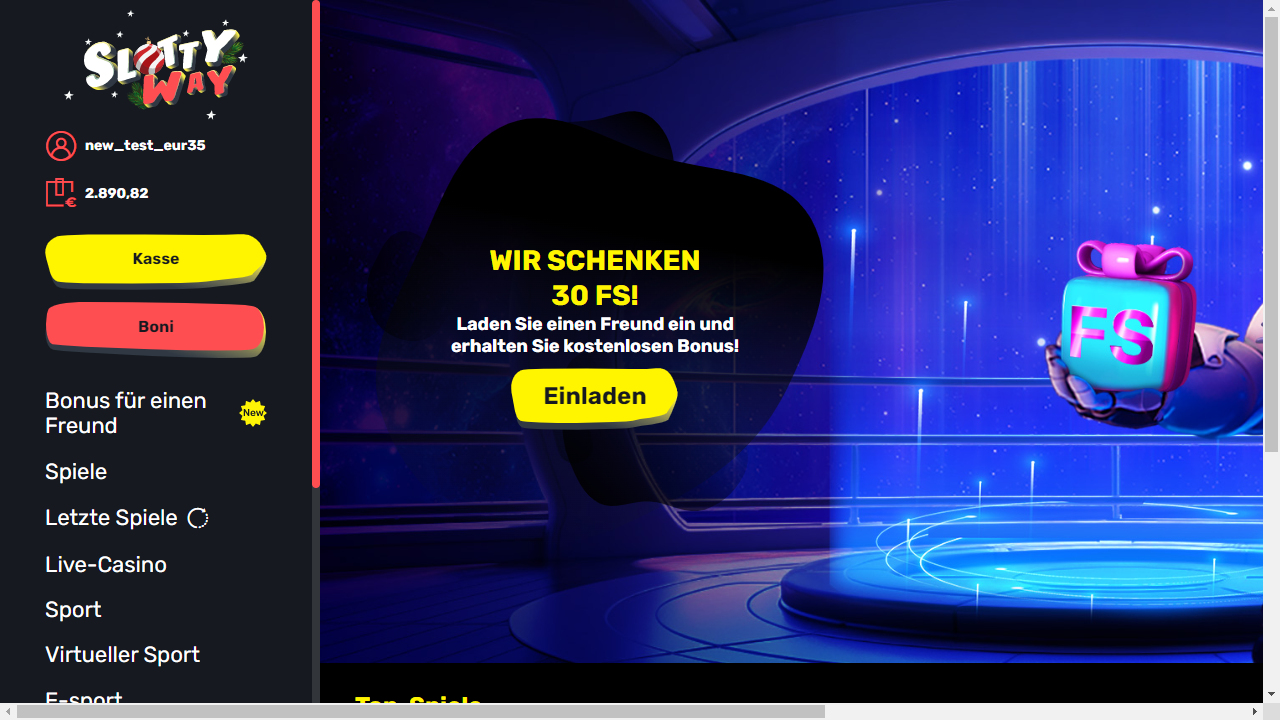 SLOTTY
WAY
new_test_eur35
€
2.890,82
Kasse
Boni
Bonus für einen
Freund
New
Spiele
Letzte Spiele
Live-Casino
Sport
Virtueller Sport
E-sport
WIR SCHENKEN
30 FS!
Laden Sie einen Freund ein und
erhalten Sie kostenlosen Bonus!
Einladen
FS
Top-Spiele